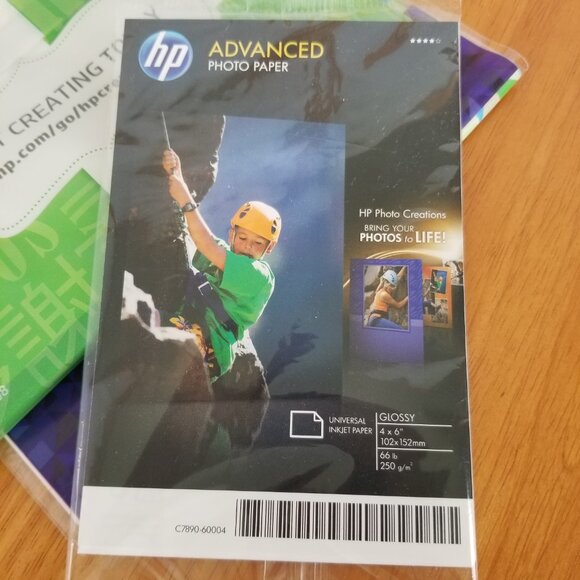 hp
ADVANCED
PHOTO PAPER
HP Photo Creations
BRING YOUR
PHOTOS to LIFE!
UNIVERSAL
INKJET PAPER
GLOSSY
4 x 6"
102x152mm
66 lb
250 g/m²
C7890-60004
T CREATING TO
hp.com/go/hpcre